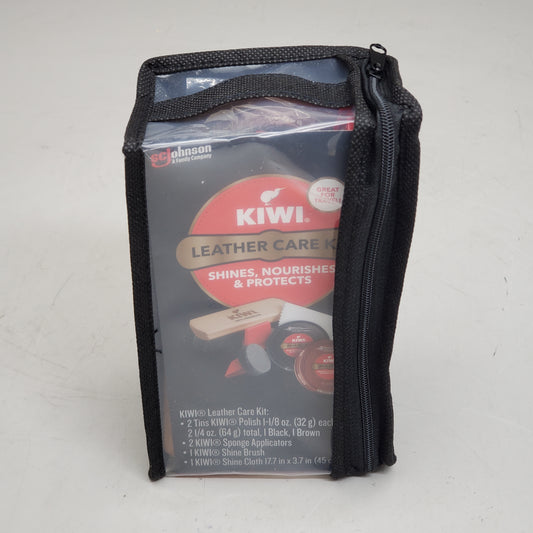 scjohnson
A Family Company
GREAT
FOR
TRAVEL!
KIWI
LEATHER CARE K
SHINES, NOURISHES
& PROTECTS
KIWI
KIWI® Leather Care Kit:
• 2 Tins KIWI® Polish 1-1/8 oz. (32 g) each
2 1/4 oz. (64 g) total, 1 Black, 1 Brown
• 2 KIWI® Sponge Applicators
• 1 KIWI® Shine Brush
• 1 KIWI® Shine Cloth 17.7 in x 3.7 in (45 c